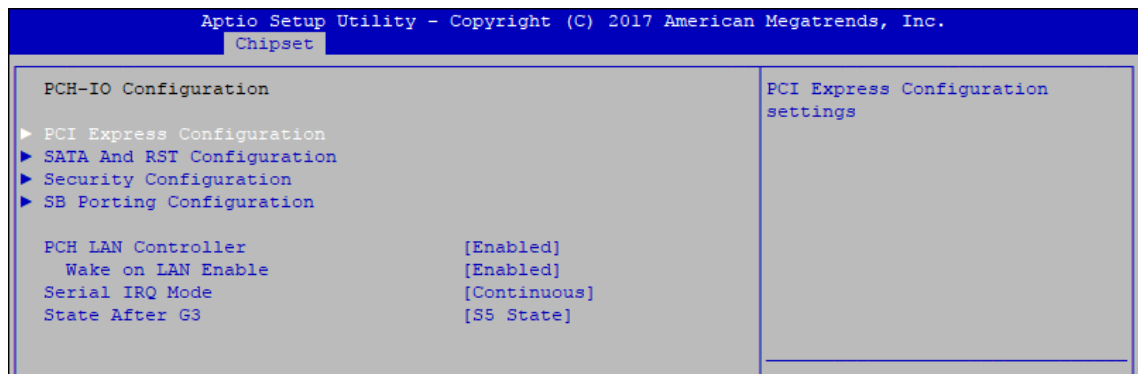 Aptio Setup Utility - Copyright (C) 2017 American Megatrends, Inc.
Chipset
PCH-IO Configuration
► PCI Express Configuration
► SATA And RST Configuration
► Security Configuration
► SB Porting Configuration
PCH LAN Controller [Enabled]
Wake on LAN Enable [Enabled]
Serial IRQ Mode [Continuous]
State After G3 [S5 State]
PCI Express Configuration
settings